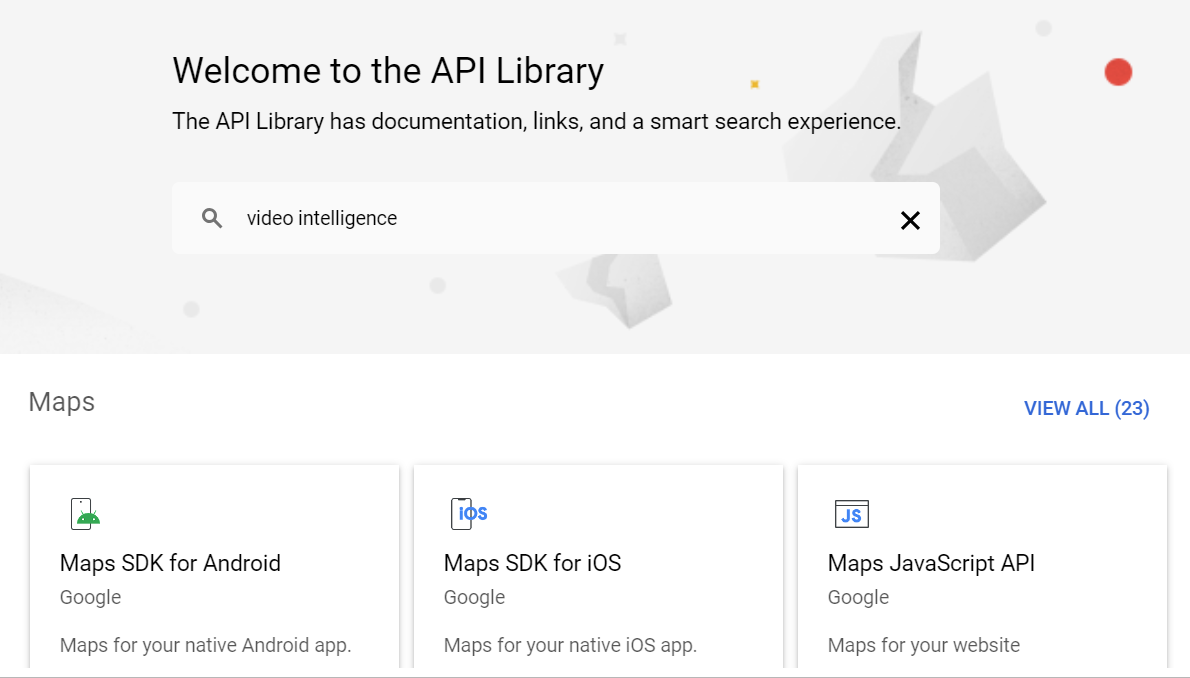 Welcome to the API Library
The API Library has documentation, links, and a smart search experience.
video intelligence
Maps
VIEW ALL (23)
iOS
JS
Maps SDK for Android
Maps SDK for iOS
Maps JavaScript API
Google
Google
Google
Maps for your native Android app.
Maps for your native iOS app.
Maps for your website